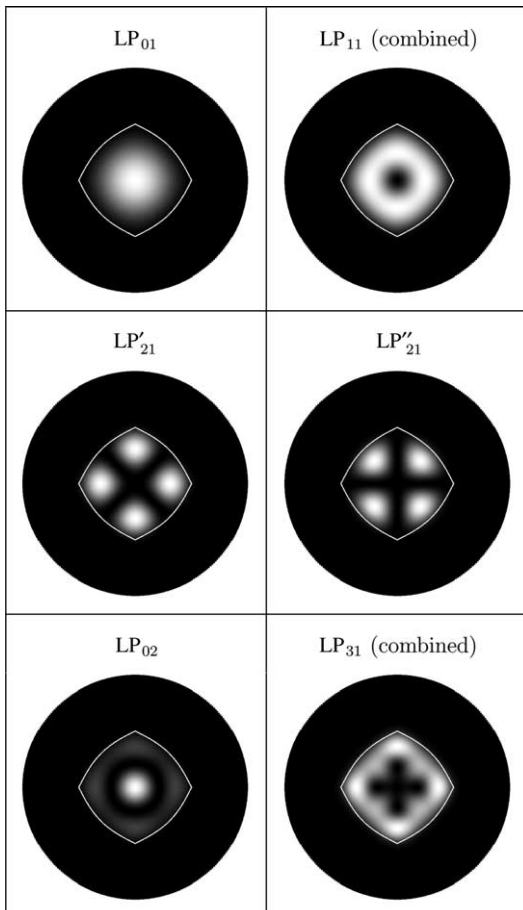 LP₀₁
LP₁₁ (combined)
LP′₂₁
LP″₂₁
LP₀₂
LP₃₁ (combined)